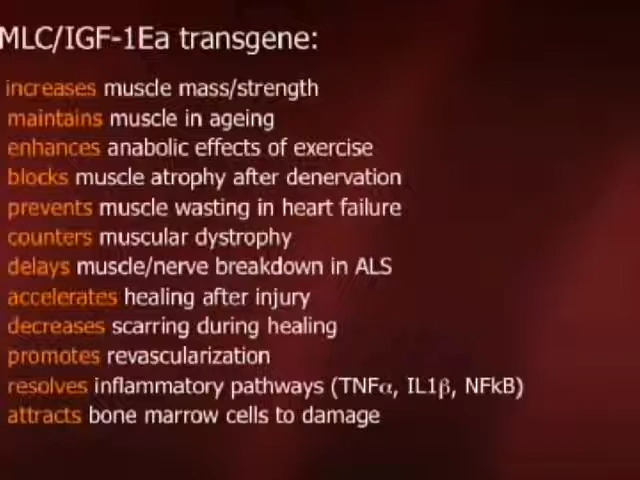 MLC/IGF-1Ea transgene:
increases muscle mass/strength
maintains muscle in ageing
enhances anabolic effects of exercise
blocks muscle atrophy after denervation
prevents muscle wasting in heart failure
counters muscular dystrophy
delays muscle/nerve breakdown in ALS
accelerates healing after injury
decreases scarring during healing
promotes revascularization
resolves inflammatory pathways (TNFα, IL1β, NFkB)
attracts bone marrow cells to damage